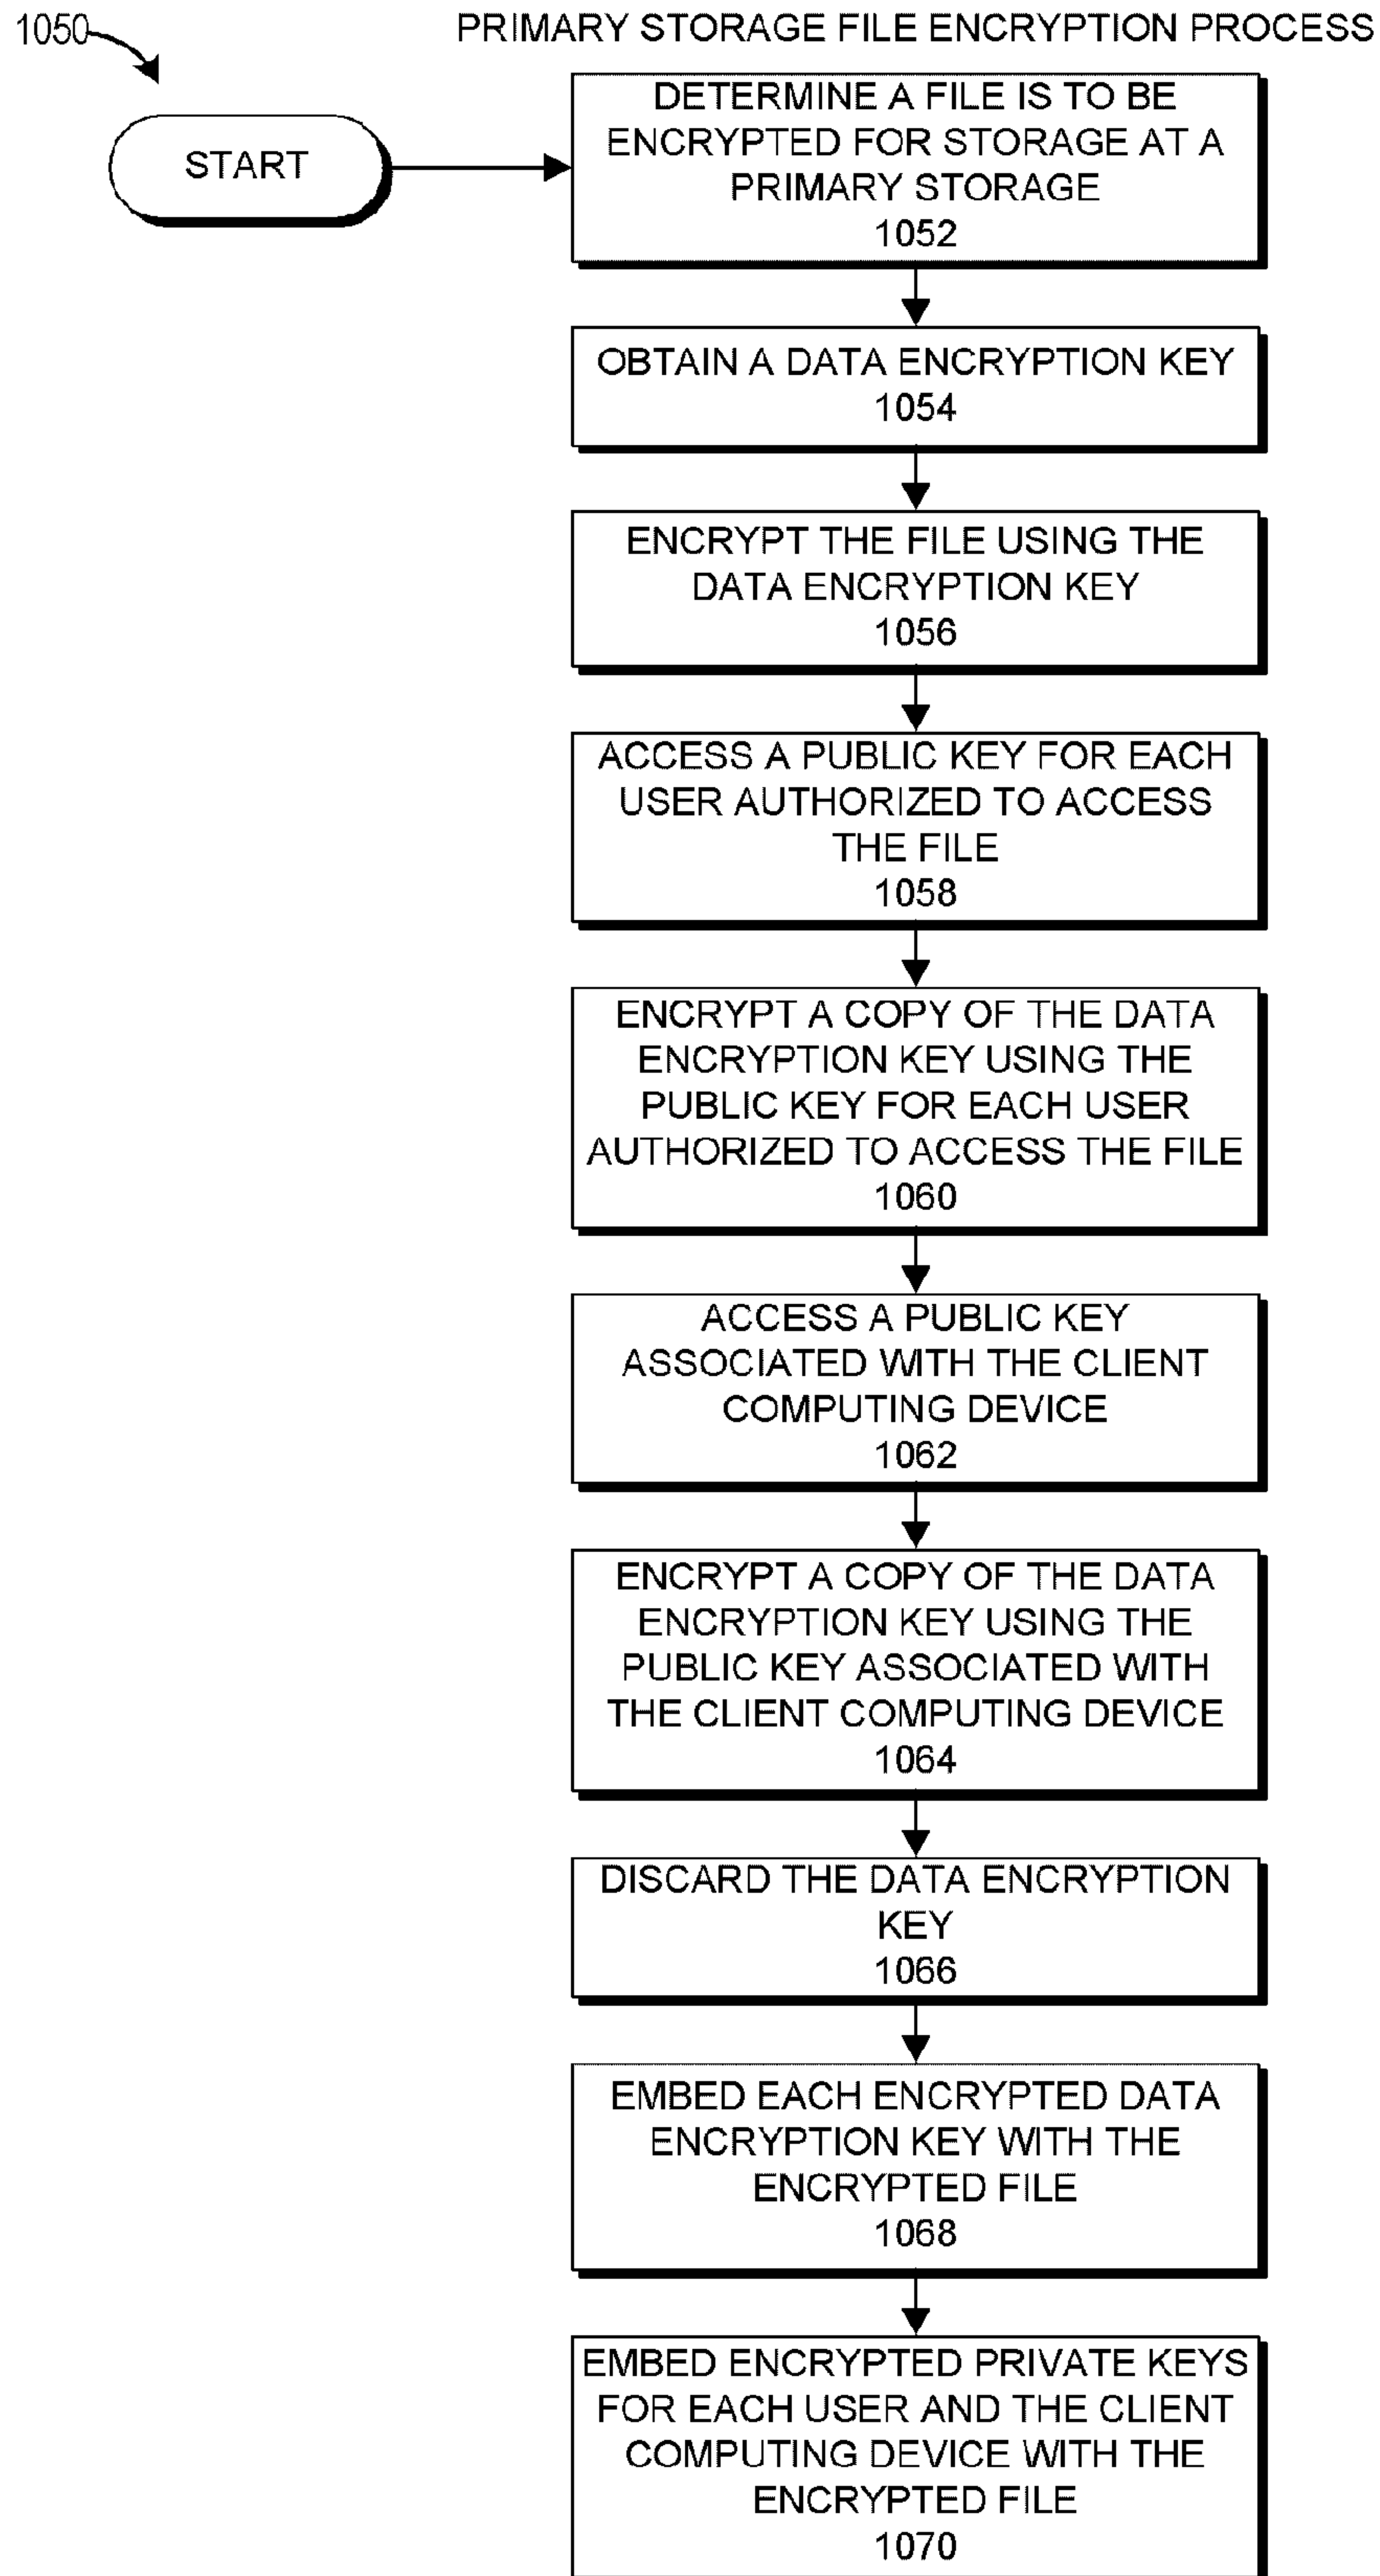 1050
PRIMARY STORAGE FILE ENCRYPTION PROCESS
START
DETERMINE A FILE IS TO BE
ENCRYPTED FOR STORAGE AT A
PRIMARY STORAGE
1052
OBTAIN A DATA ENCRYPTION KEY
1054
ENCRYPT THE FILE USING THE
DATA ENCRYPTION KEY
1056
ACCESS A PUBLIC KEY FOR EACH
USER AUTHORIZED TO ACCESS
THE FILE
1058
ENCRYPT A COPY OF THE DATA
ENCRYPTION KEY USING THE
PUBLIC KEY FOR EACH USER
AUTHORIZED TO ACCESS THE FILE
1060
ACCESS A PUBLIC KEY
ASSOCIATED WITH THE CLIENT
COMPUTING DEVICE
1062
ENCRYPT A COPY OF THE DATA
ENCRYPTION KEY USING THE
PUBLIC KEY ASSOCIATED WITH
THE CLIENT COMPUTING DEVICE
1064
DISCARD THE DATA ENCRYPTION
KEY
1066
EMBED EACH ENCRYPTED DATA
ENCRYPTION KEY WITH THE
ENCRYPTED FILE
1068
EMBED ENCRYPTED PRIVATE KEYS
FOR EACH USER AND THE CLIENT
COMPUTING DEVICE WITH THE
ENCRYPTED FILE
1070